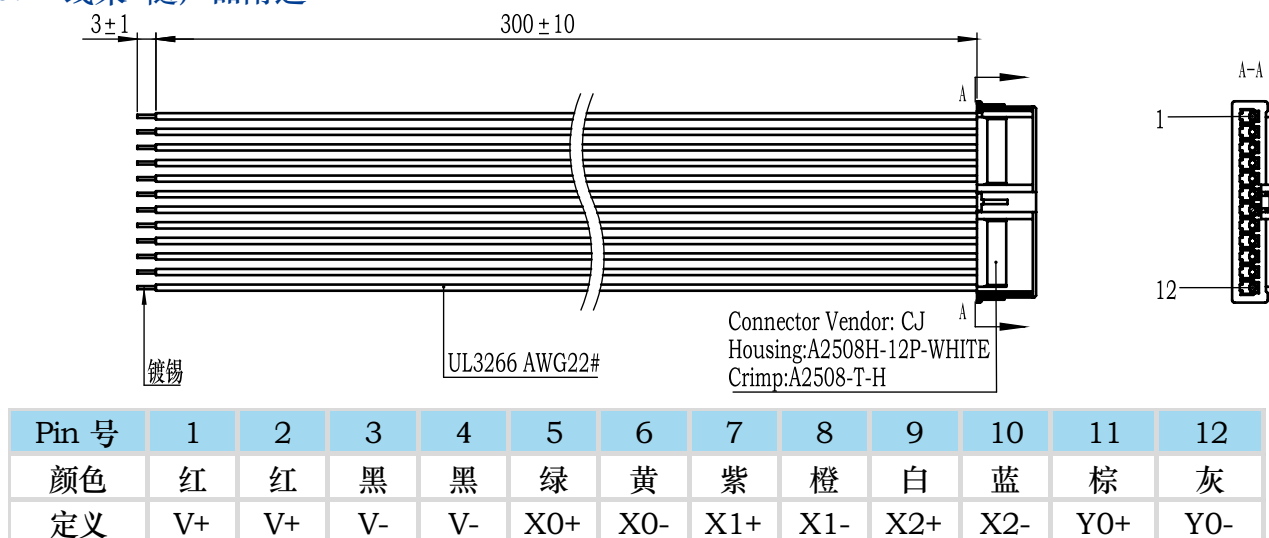 3±1
300±10
A
A-A
1
12
A
Connector Vendor: CJ
Housing:A2508H-12P-WHITE
Crimp:A2508-T-H
UL3266 AWG22#
镀锡
Pin 号 1 2 3 4 5 6 7 8 9 10 11 12
颜色 红 红 黑 黑 绿 黄 紫 橙 白 蓝 棕 灰
定义 V+ V+ V- V- X0+ X0- X1+ X1- X2+ X2- Y0+ Y0-